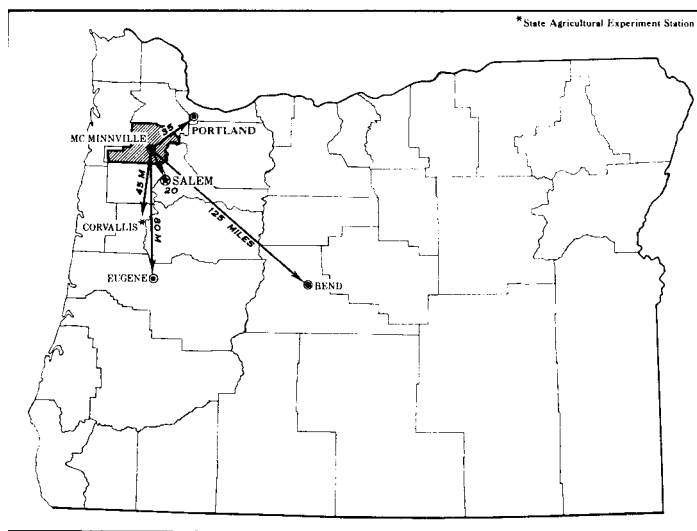 *State Agricultural Experiment Station
35
PORTLAND
MC MINNVILLE
SALEM
20
45 M
CORVALLIS*
80 M
125 MILES
EUGENE
BEND